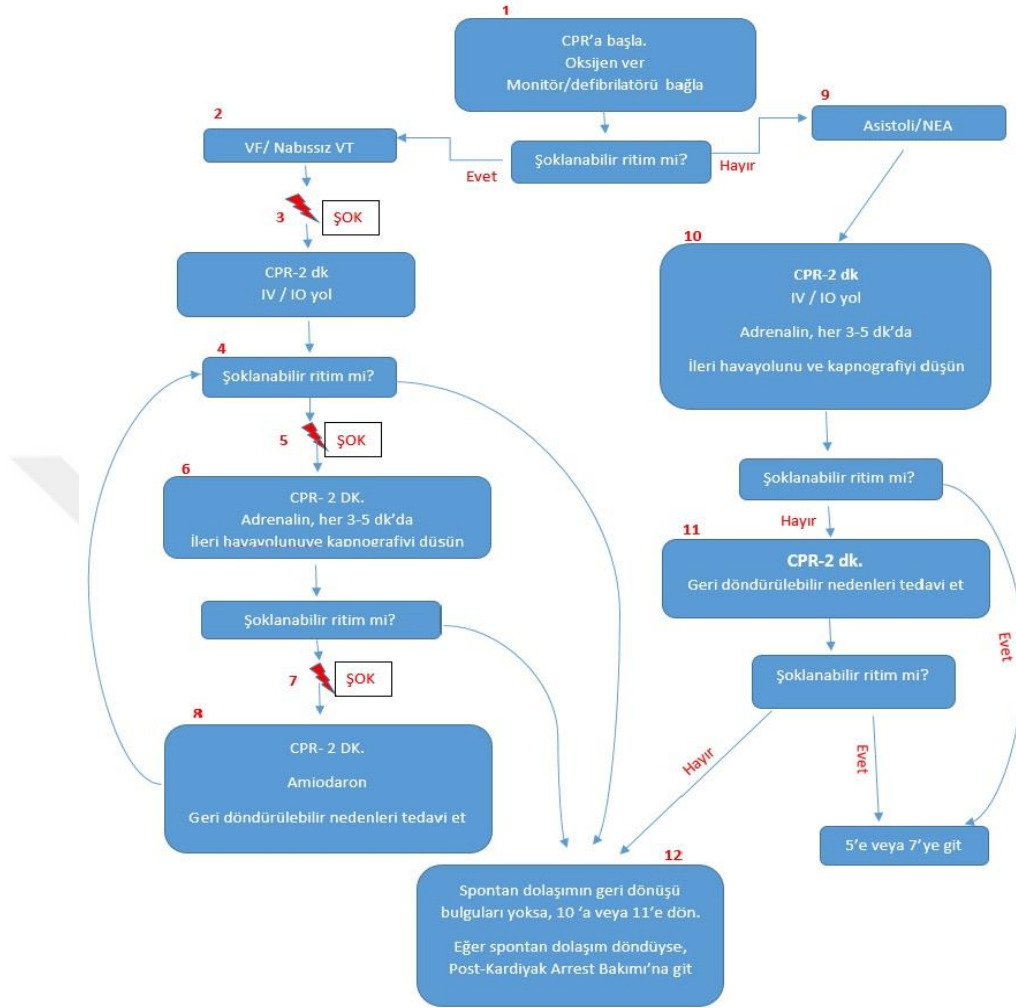 1
CPR'a başla.
Oksijen ver
Monitör/defibrilatörü bağla
Şoklanabilir ritim mi?
Evet
Hayır
2
VF/ Nabıssız VT
3
ŞOK
CPR-2 dk
IV / IO yol
4
Şoklanabilir ritim mi?
5
ŞOK
6
CPR- 2 DK.
Adrenalin, her 3-5 dk'da
İleri havayolunuve kapnografiyi düşün
Şoklanabilir ritim mi?
7
ŞOK
8
CPR- 2 DK.
Amiodaron
Geri döndürülebilir nedenleri tedavi et
9
Asistoli/NEA
10
CPR-2 dk
IV / IO yol
Adrenalin, her 3-5 dk'da
İleri havayolunu ve kapnografiyi düşün
Şoklanabilir ritim mi?
Hayır
Evet
11
CPR-2 dk.
Geri döndürülebilir nedenleri tedavi et
Şoklanabilir ritim mi?
Hayır
Evet
5'e veya 7'ye git
12
Spontan dolaşımın geri dönüşü
bulguları yoksa, 10 'a veya 11'e dön.
Eğer spontan dolaşım döndüyse,
Post-Kardiyak Arrest Bakımı'na git